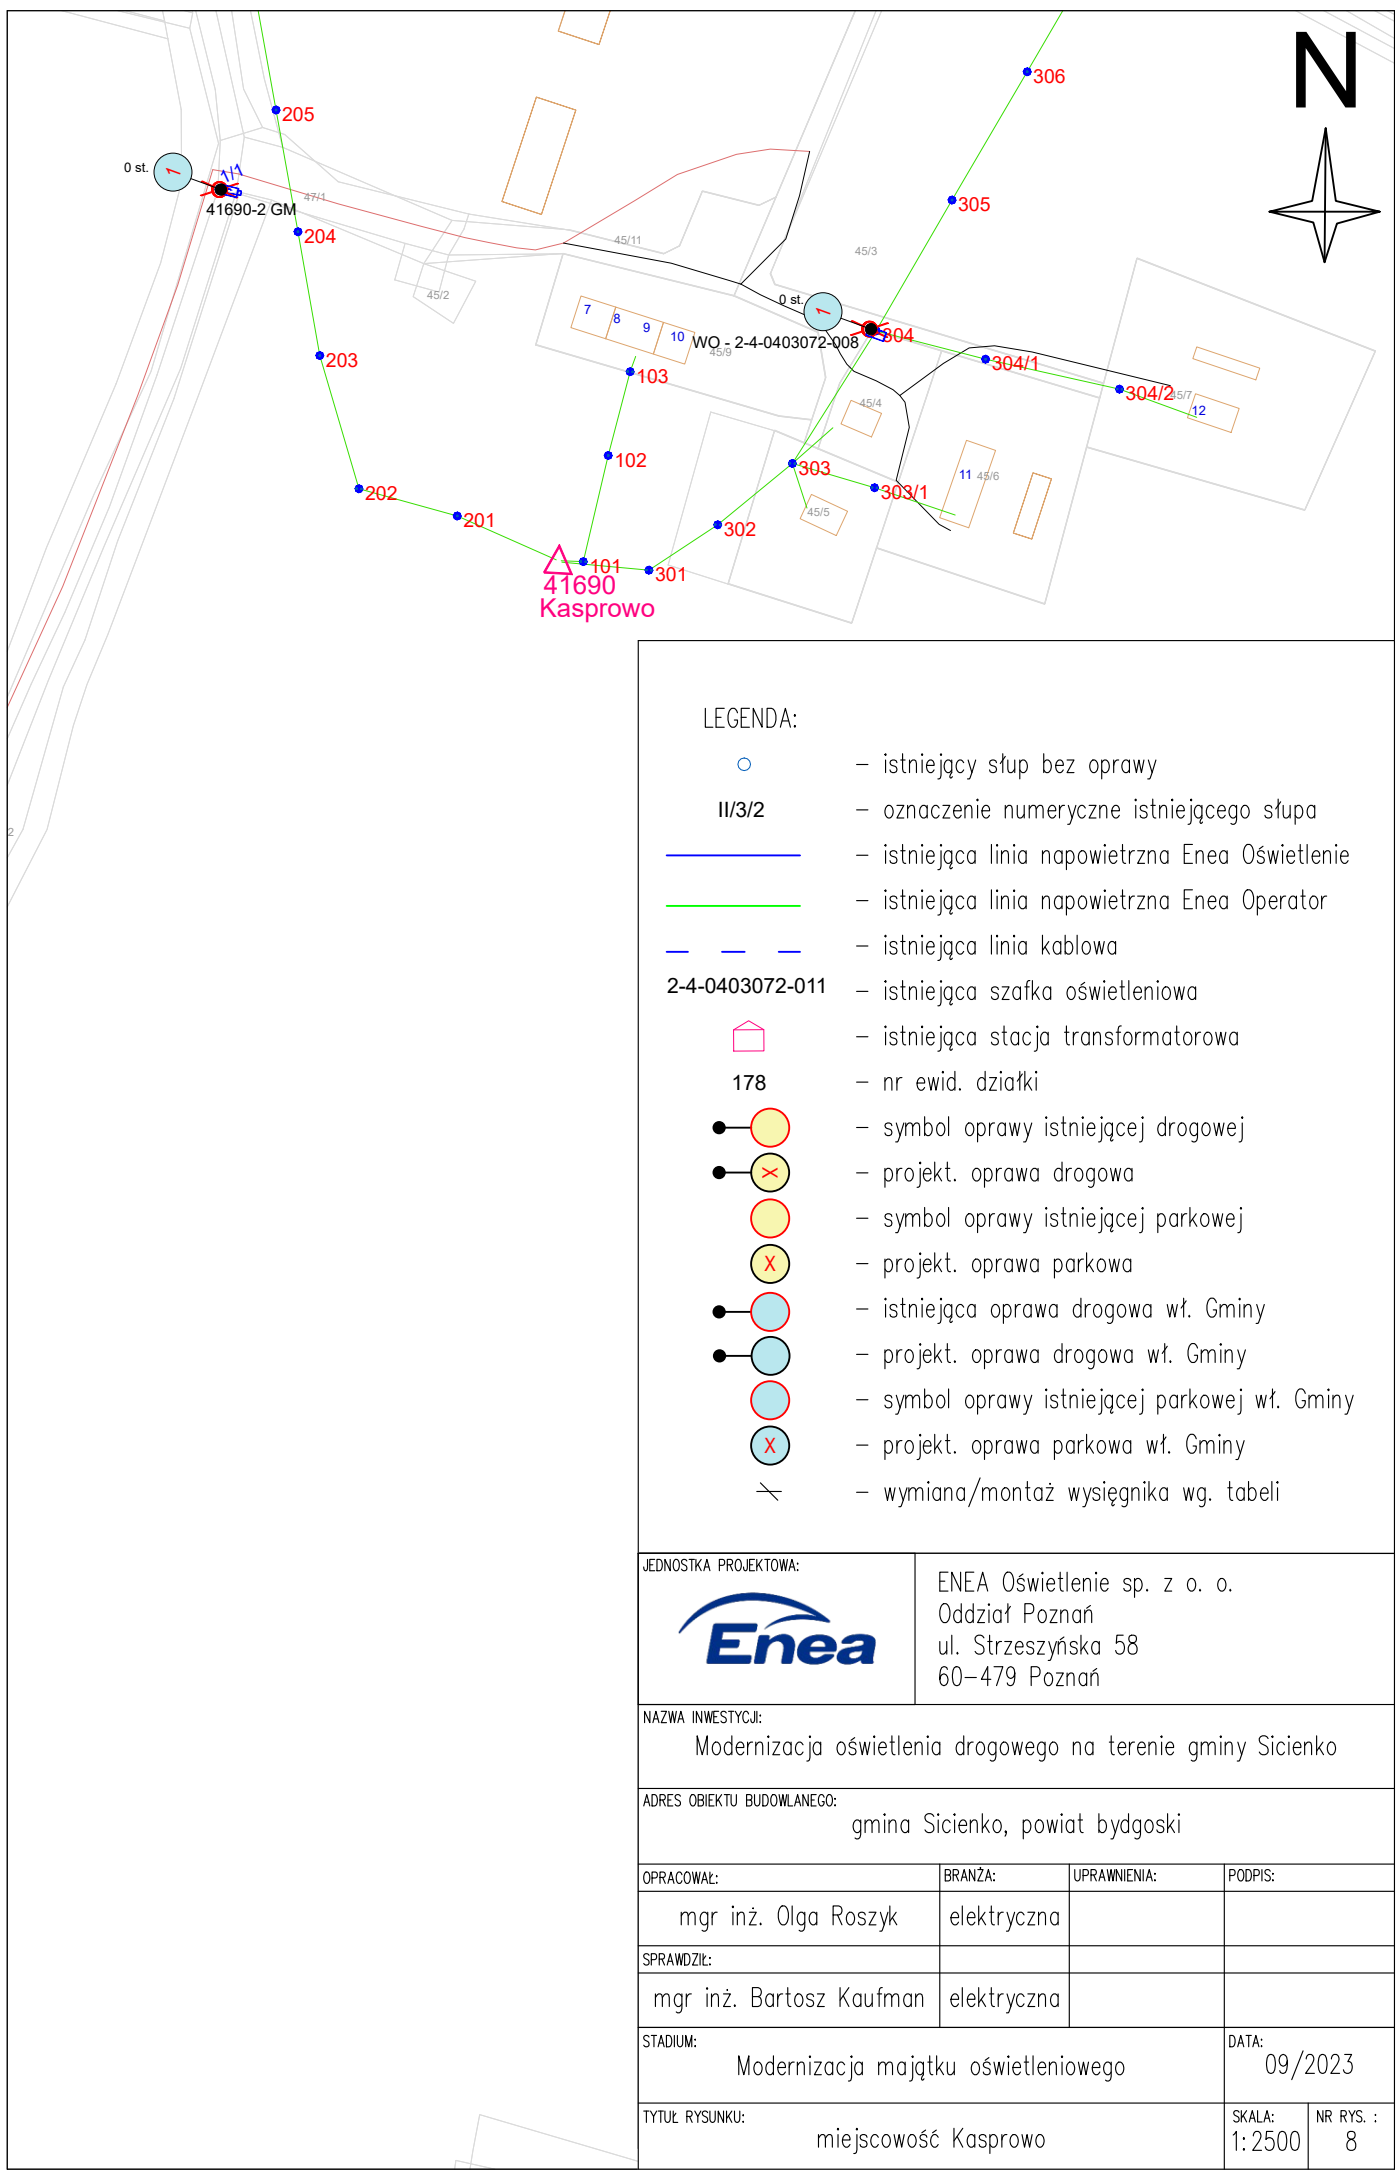 N
306
205
0 st.
1
1/1
47/1
41690-2 GM
305
204
45/11
45/3
45/2
0 st.
1
7
8
9
10
304
WO - 2-4-0403072-008
45/9
203
103
304/1
304/2
45/7
12
45/4
102
303
11
45/6
202
303/1
201
302
45/5
101
301
41690
Kasprowo
2
LEGENDA:
– istniejący słup bez oprawy
II/3/2 – oznaczenie numeryczne istniejącego słupa
– istniejąca linia napowietrzna Enea Oświetlenie
– istniejąca linia napowietrzna Enea Operator
– istniejąca linia kablowa
2-4-0403072-011 – istniejąca szafka oświetleniowa
– istniejąca stacja transformatorowa
178 – nr ewid. działki
– symbol oprawy istniejącej drogowej
– projekt. oprawa drogowa
– symbol oprawy istniejącej parkowej
X – projekt. oprawa parkowa
– istniejąca oprawa drogowa wł. Gminy
– projekt. oprawa drogowa wł. Gminy
– symbol oprawy istniejącej parkowej wł. Gminy
X – projekt. oprawa parkowa wł. Gminy
– wymiana/montaż wysięgnika wg. tabeli
JEDNOSTKA PROJEKTOWA:
Enea
ENEA Oświetlenie sp. z o. o.
Oddział Poznań
ul. Strzeszyńska 58
60–479 Poznań
NAZWA INWESTYCJI:
Modernizacja oświetlenia drogowego na terenie gminy Sicienko
ADRES OBIEKTU BUDOWLANEGO:
gmina Sicienko, powiat bydgoski
OPRACOWAŁ: BRANŻA: UPRAWNIENIA: PODPIS:
mgr inż. Olga Roszyk elektryczna
SPRAWDZIŁ:
mgr inż. Bartosz Kaufman elektryczna
STADIUM: DATA:
Modernizacja majątku oświetleniowego 09/2023
TYTUŁ RYSUNKU: SKALA: NR RYS. :
miejscowość Kasprowo 1:2500 8